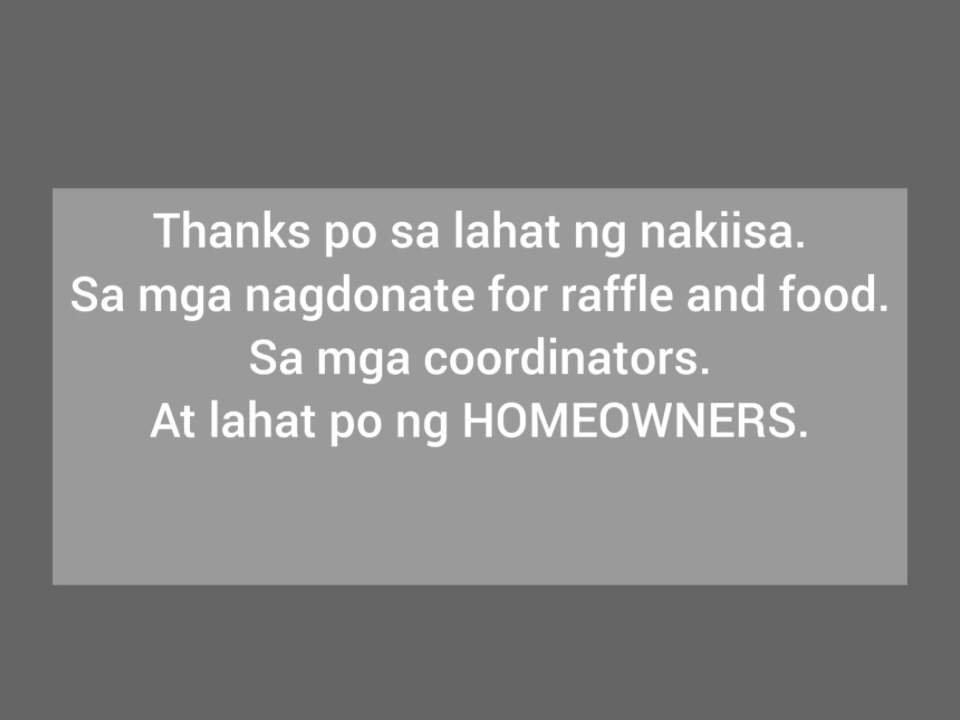 Thanks po sa lahat ng nakiisa.
Sa mga nagdonate for raffle and food.
Sa mga coordinators.
At lahat po ng HOMEOWNERS.